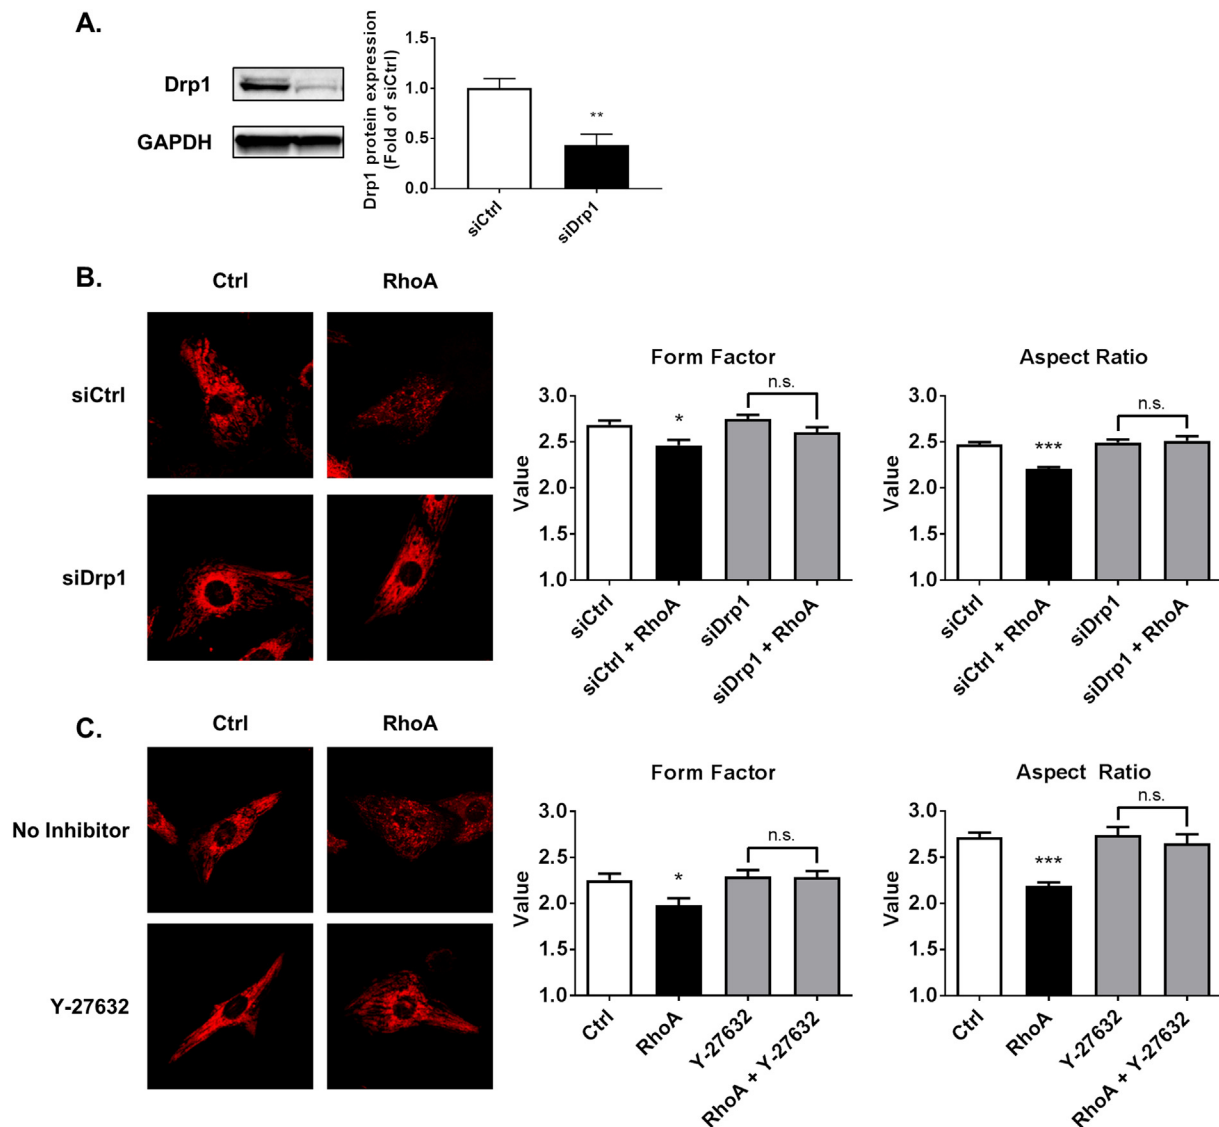 A.
Drp1
GAPDH
Drp1 protein expression
(Fold of siCtrl)
1.5
1.0
0.5
0.0
**
siCtrl
siDrp1
B.
Ctrl
RhoA
siCtrl
siDrp1
Form Factor
Value
3.0
2.5
2.0
1.5
1.0
*
n.s.
siCtrl
siCtrl + RhoA
siDrp1
siDrp1 + RhoA
Aspect Ratio
Value
3.0
2.5
2.0
1.5
1.0
***
n.s.
siCtrl
siCtrl + RhoA
siDrp1
siDrp1 + RhoA
C.
Ctrl
RhoA
No Inhibitor
Y-27632
Form Factor
Value
3.0
2.5
2.0
1.5
1.0
*
n.s.
Ctrl
RhoA
Y-27632
RhoA + Y-27632
Aspect Ratio
Value
3.0
2.5
2.0
1.5
1.0
***
n.s.
Ctrl
RhoA
Y-27632
RhoA + Y-27632